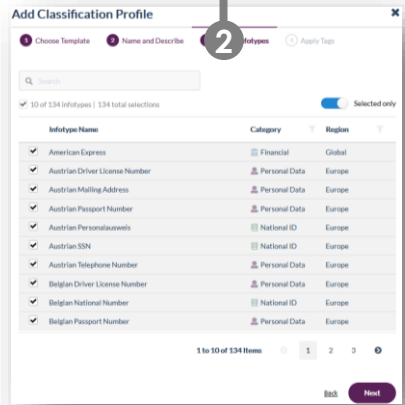 Add Classification Profile
1 Choose Template 2 Name and Describe 2 Infotypes 4 Apply Tags
Search
10 of 134 infotypes | 134 total selections Selected only
Infotype Name Category Region
American Express Financial Global
Austrian Driver License Number Personal Data Europe
Austrian Mailing Address Personal Data Europe
Austrian Passport Number Personal Data Europe
Austrian Personalausweis National ID Europe
Austrian SSN National ID Europe
Austrian Telephone Number Personal Data Europe
Belgian Driver License Number Personal Data Europe
Belgian National Number National ID Europe
Belgian Passport Number Personal Data Europe
1 to 10 of 134 Items 1 2 3
Back Next